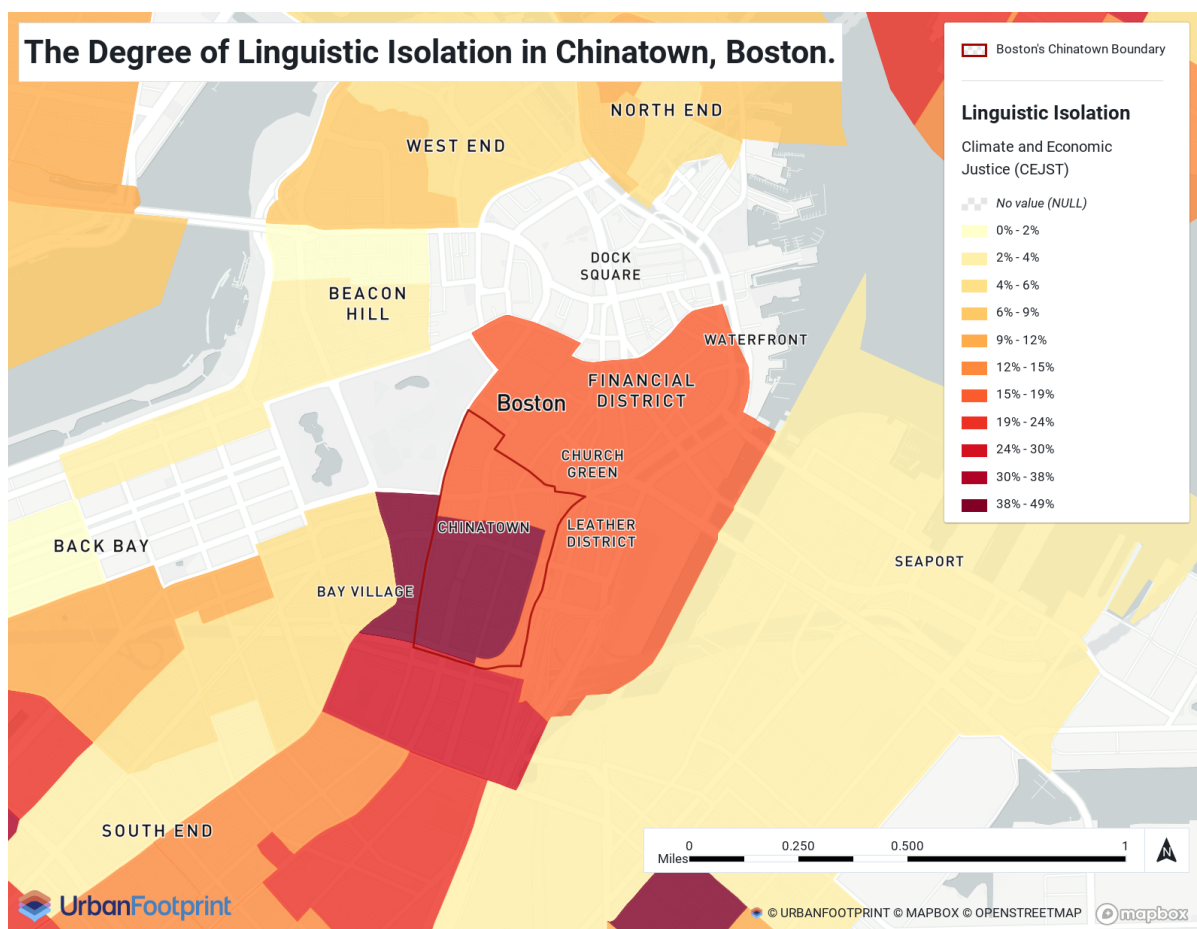 The Degree of Linguistic Isolation in Chinatown, Boston.
Boston's Chinatown Boundary
Linguistic Isolation
Climate and Economic
Justice (CEJST)
No value (NULL)
0% - 2%
2% - 4%
4% - 6%
6% - 9%
9% - 12%
12% - 15%
15% - 19%
19% - 24%
24% - 30%
30% - 38%
38% - 49%
NORTH END
WEST END
DOCK
SQUARE
BEACON
HILL
WATERFRONT
FINANCIAL
DISTRICT
Boston
CHURCH
GREEN
CHINATOWN
LEATHER
DISTRICT
BACK BAY
SEAPORT
BAY VILLAGE
SOUTH END
0 0.250 0.500 1
Miles
N
UrbanFootprint
© URBANFOOTPRINT © MAPBOX © OPENSTREETMAP
mapbox